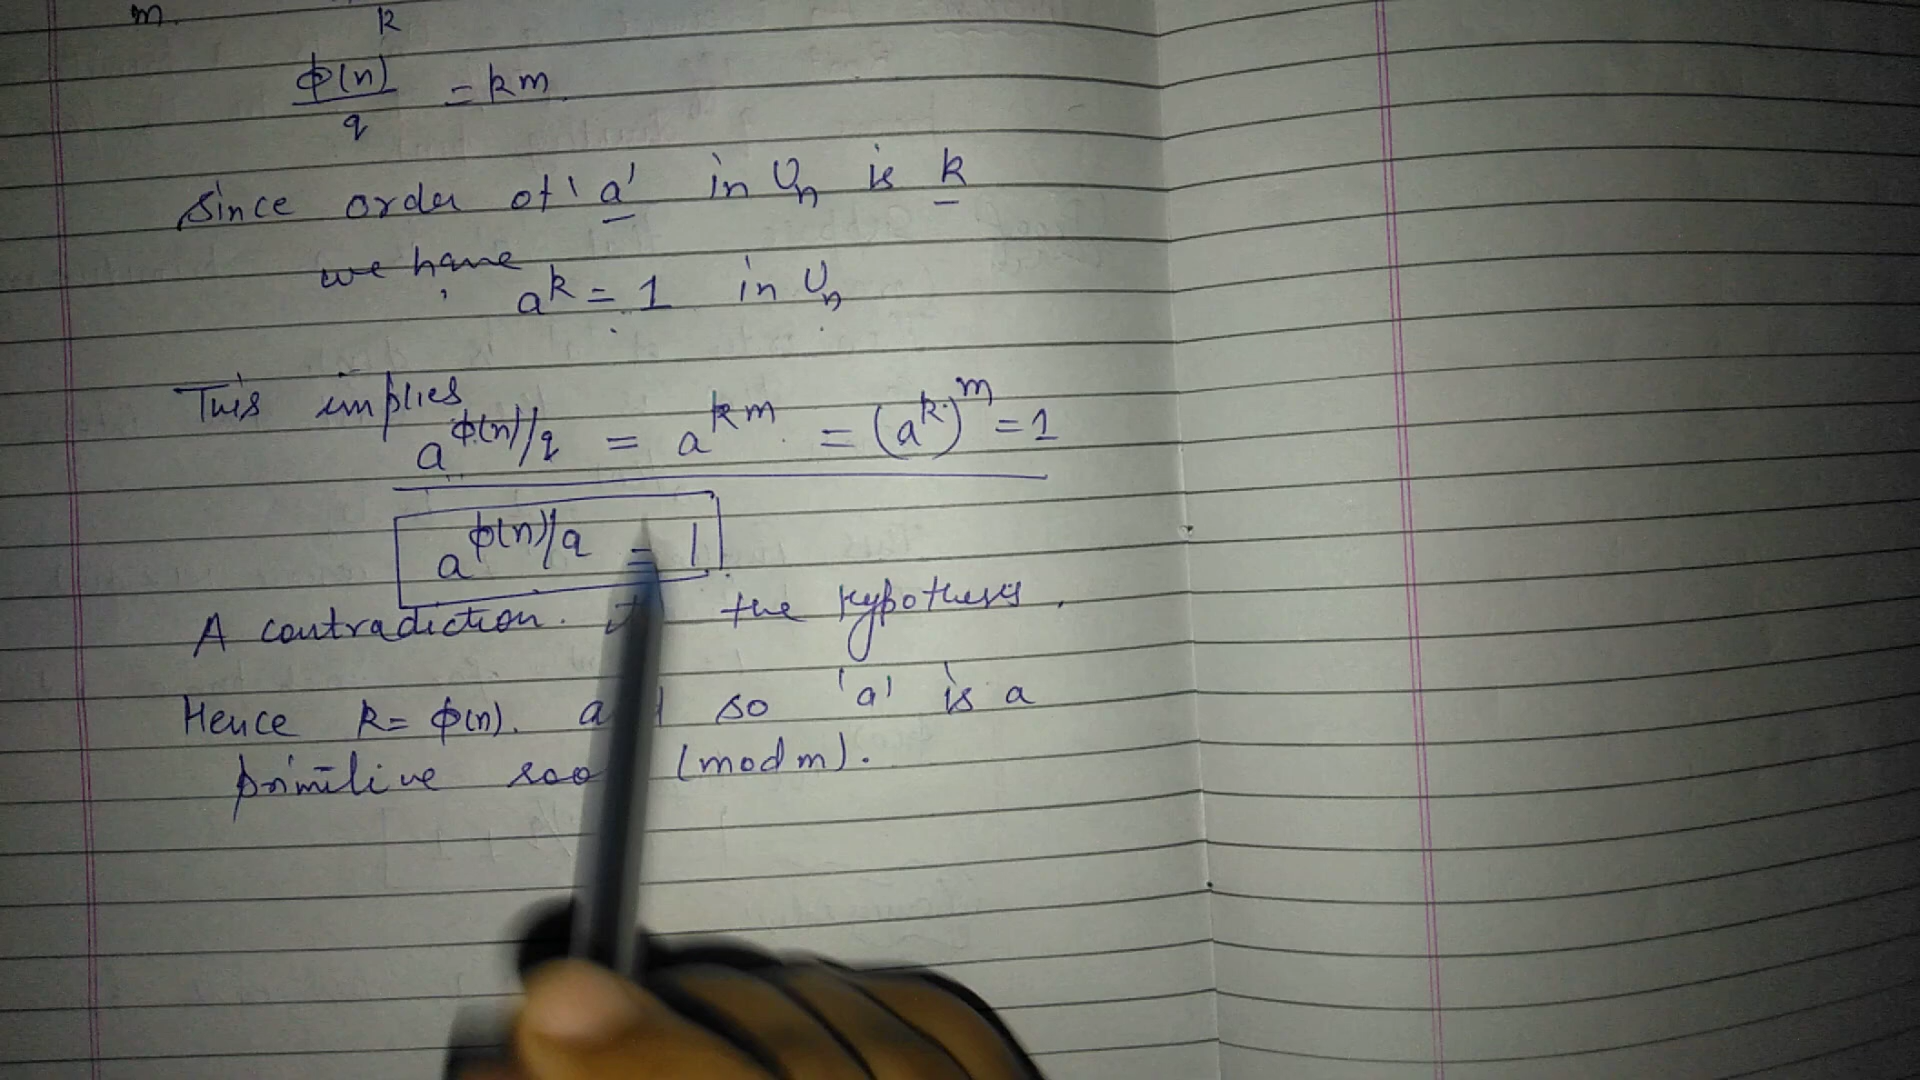 m. k
ϕ(n)/q = km.
Since order of 'a' in Un is k
we have
a^k = 1 in Un
This implies
a^ϕ(n)/q = a^km = (a^k)^m = 1
a^ϕ(n)/q = 1
A contradiction. the hypothesis.
Hence k = ϕ(n). so 'a' is a
primitive (mod m).